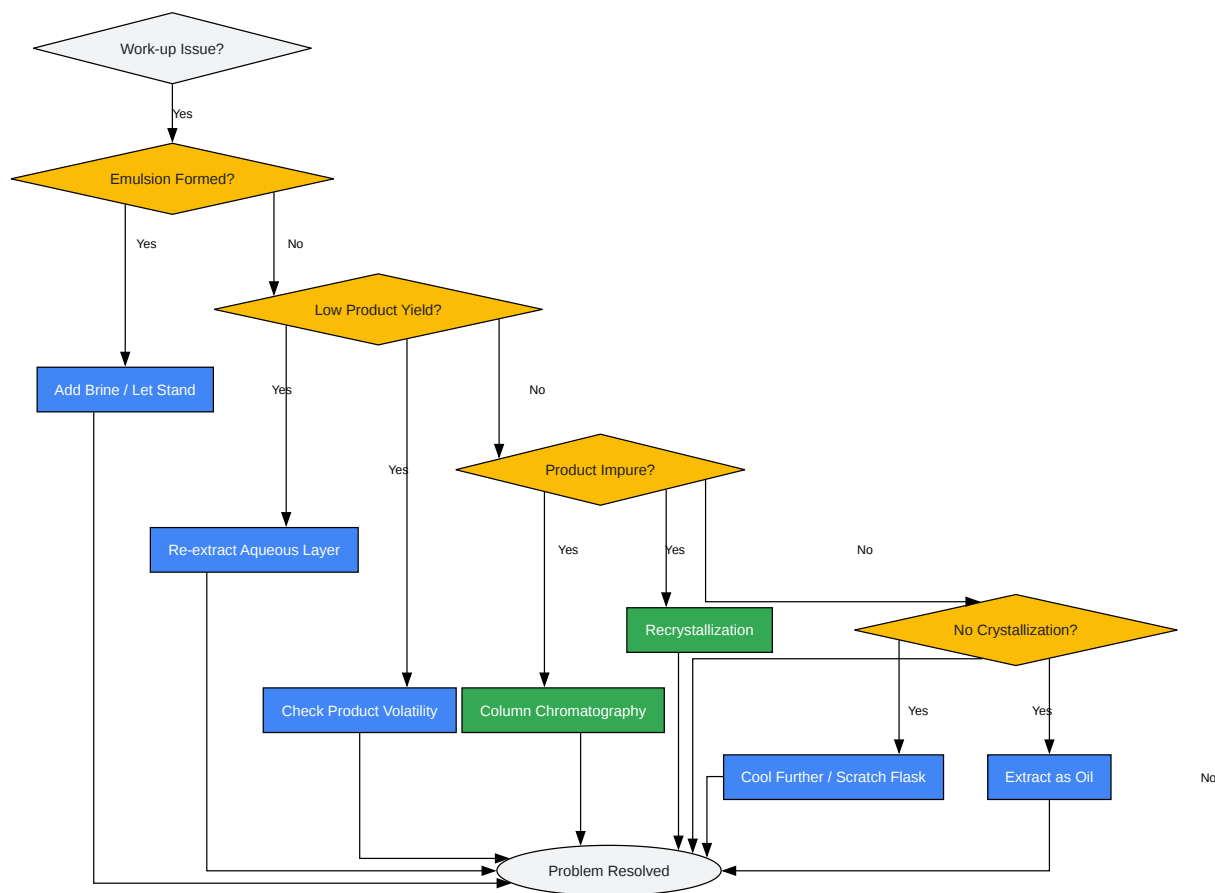 Work-up Issue?
Yes
Emulsion Formed?
Yes
No
Low Product Yield?
Add Brine / Let Stand
Yes
No
Yes
Product Impure?
Re-extract Aqueous Layer
Yes
Yes
No
Recrystallization
No Crystallization?
Check Product Volatility
Column Chromatography
Yes
Yes
Cool Further / Scratch Flask
Extract as Oil
No
Problem Resolved